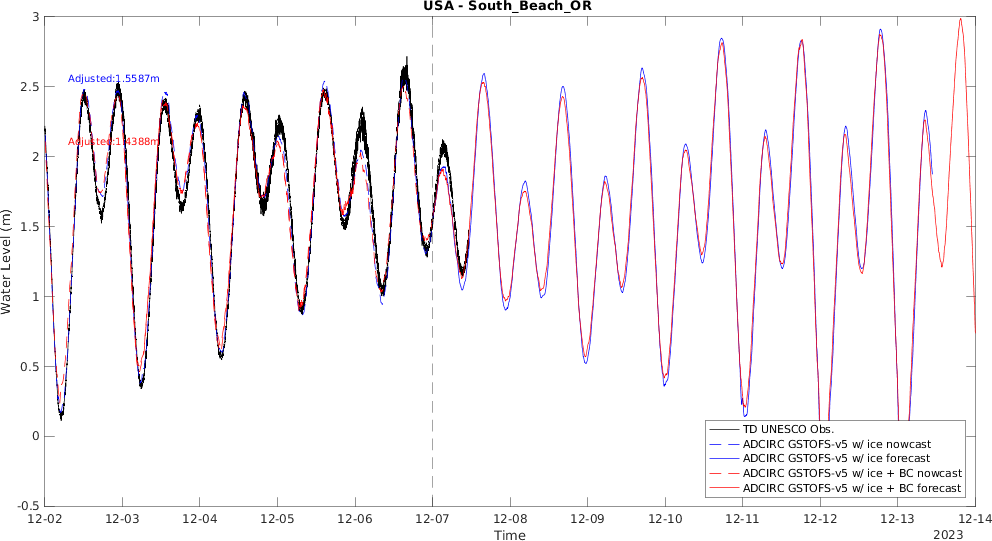 USA - South_Beach_OR
3
2.5
2
1.5
1
0.5
0
-0.5
Water Level (m)
Adjusted:1.5587m
Adjusted:1.4388m
TD UNESCO Obs.
ADCIRC GSTOFS-v5 w/ ice nowcast
ADCIRC GSTOFS-v5 w/ ice forecast
ADCIRC GSTOFS-v5 w/ ice + BC nowcast
ADCIRC GSTOFS-v5 w/ ice + BC forecast
12-02 12-03 12-04 12-05 12-06 12-07 12-08 12-09 12-10 12-11 12-12 12-13 12-14
Time
2023